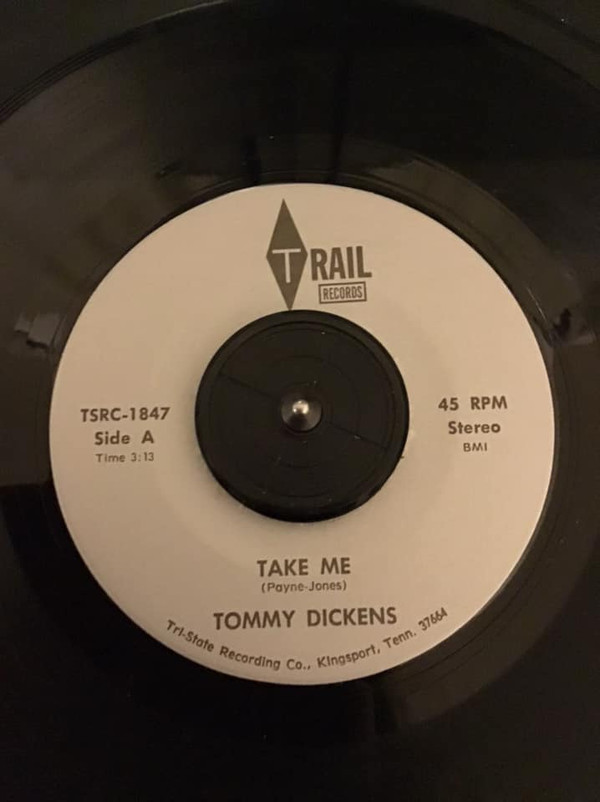 TRAIL
RECORDS
TSRC-1847
Side A
Time 3:13
45 RPM
Stereo
BMI
TAKE ME
(Payne-Jones)
TOMMY DICKENS
Tri-State Recording Co., Kingsport, Tenn. 37664